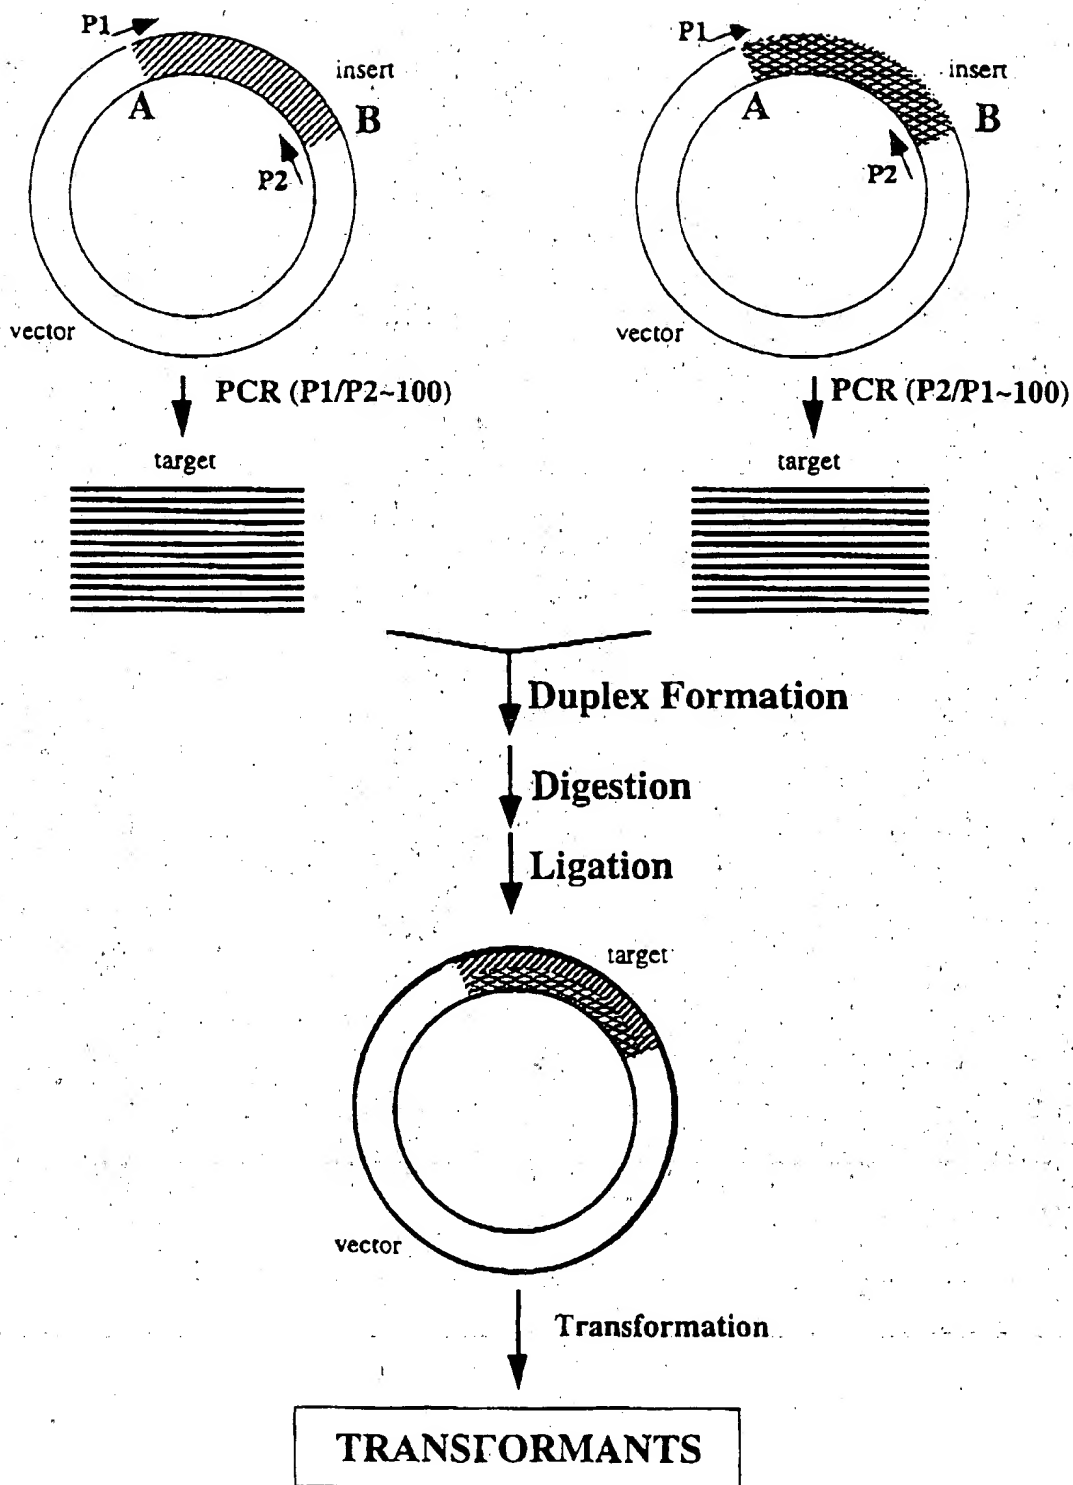 P1
insert
A
B
P2
vector
PCR (P1/P2~100)
target
P1
insert
A
B
P2
vector
PCR (P2/P1~100)
target
Duplex Formation
Digestion
Ligation
target
vector
Transformation
TRANSFORMANTS